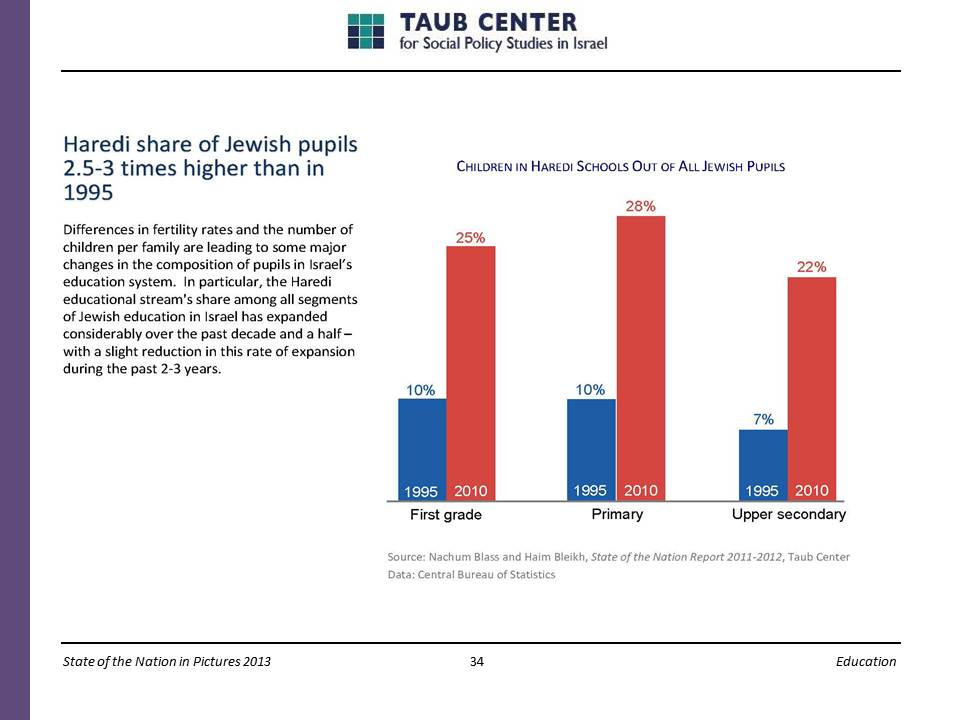 TAUB CENTER
for Social Policy Studies in Israel
Haredi share of Jewish pupils
2.5-3 times higher than in
1995
Differences in fertility rates and the number of
children per family are leading to some major
changes in the composition of pupils in Israel’s
education system.  In particular, the Haredi
educational stream's share among all segments
of Jewish education in Israel has expanded
considerably over the past decade and a half –
with a slight reduction in this rate of expansion
during the past 2-3 years.
CHILDREN IN HAREDI SCHOOLS OUT OF ALL JEWISH PUPILS
28%
25%
22%
10%
10%
7%
1995 2010 1995 2010 1995 2010
First grade Primary Upper secondary
Source: Nachum Blass and Haim Bleikh, State of the Nation Report 2011-2012, Taub Center
Data: Central Bureau of Statistics
State of the Nation in Pictures 2013 34 Education